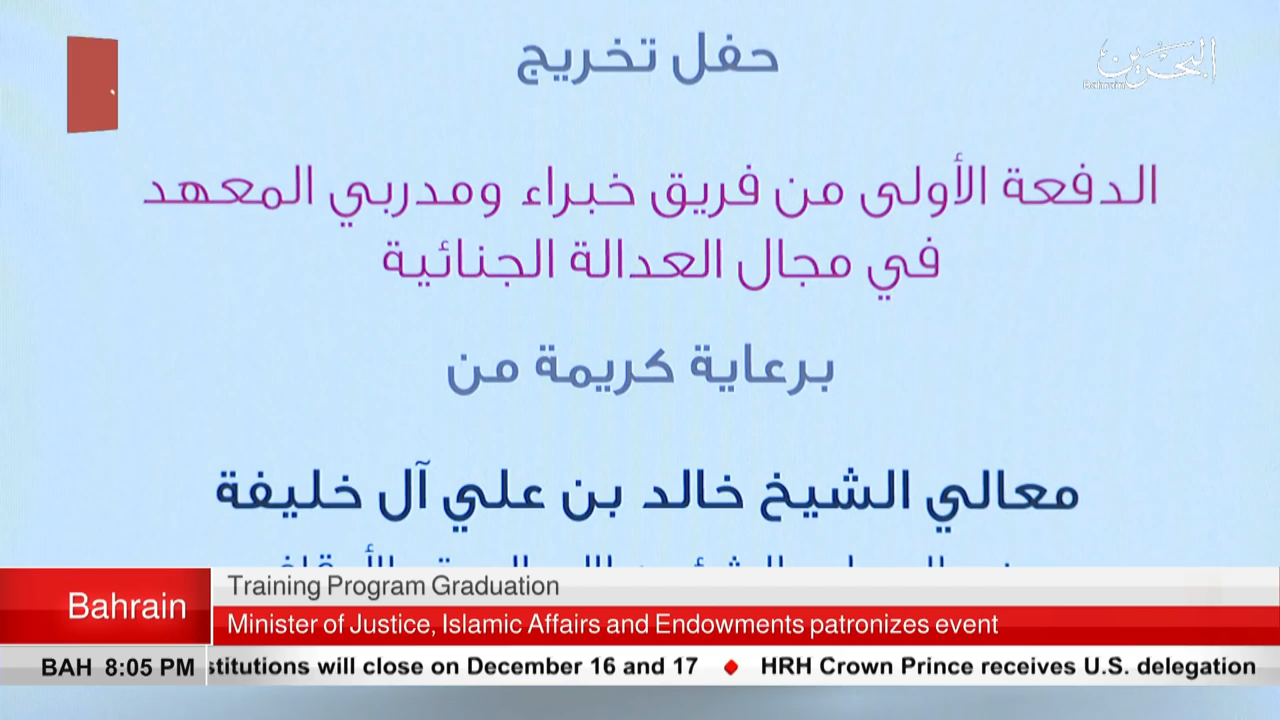 حفل تخريج
البحرين
Bahrain
الدفعة الأولى من فريق خبراء ومدربي المعهد
في مجال العدالة الجنائية
برعاية كريمة من
معالي الشيخ خالد بن علي آل خليفة
Training Program Graduation
Bahrain
Minister of Justice, Islamic Affairs and Endowments patronizes event
BAH 8:05 PM stitutions will close on December 16 and 17 HRH Crown Prince receives U.S. delegation